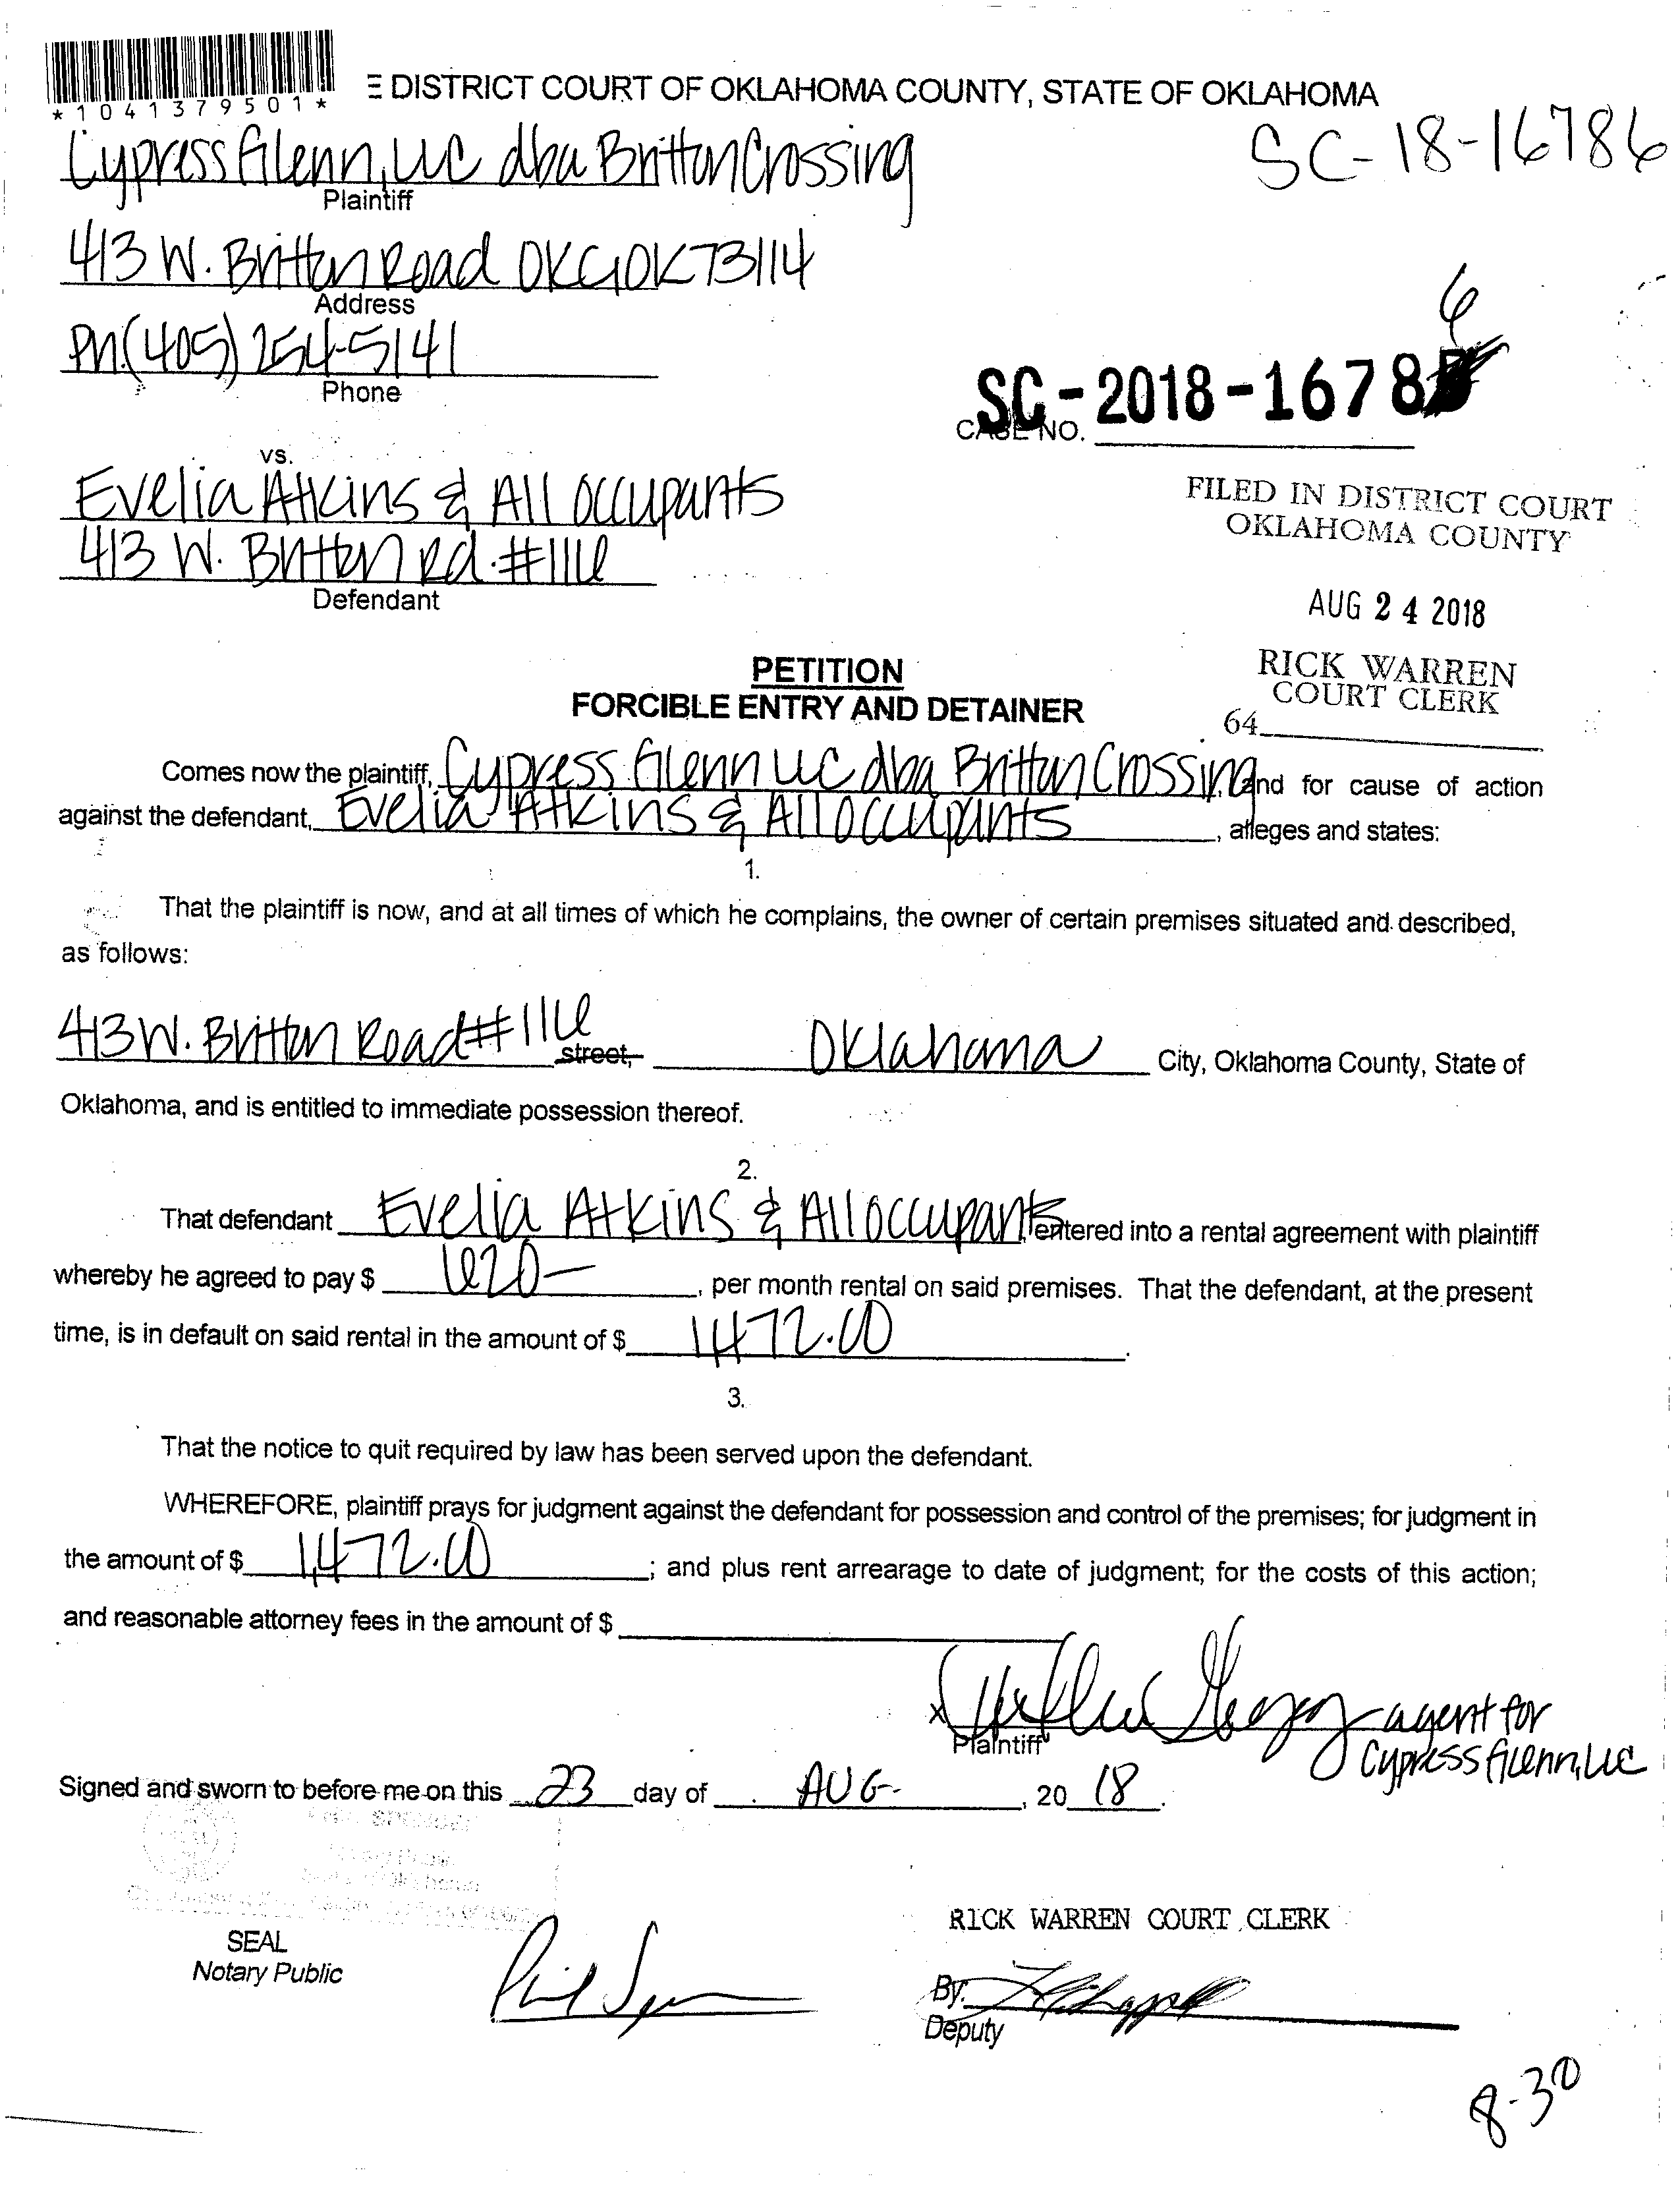 *1041379501*
E DISTRICT COURT OF OKLAHOMA COUNTY, STATE OF OKLAHOMA
SC-18-16786
Cypress Glenn, LLC dba Britton Crossing
Plaintiff
413 W. Britton Road OKC, OK 73114
Address
Ph. (405) 254-5141
Phone
6
SC-2018-1678
CASE NO.
vs.
Evelia Atkins & All occupants
413 W. Britton Rd. #116
Defendant
FILED IN DISTRICT COURT
OKLAHOMA COUNTY
AUG 24 2018
RICK WARREN
COURT CLERK
64
PETITION
FORCIBLE ENTRY AND DETAINER
Comes now the plaintiff, Cypress Glenn LLC dba Britton Crossing and for cause of action
against the defendant, Evelia Atkins & All occupants, alleges and states:
1.
That the plaintiff is now, and at all times of which he complains, the owner of certain premises situated and described,
as follows:
413 W. Britton Road #116 street, Oklahoma City, Oklahoma County, State of
Oklahoma, and is entitled to immediate possession thereof.
2.
That defendant Evelia Atkins & All occupants entered into a rental agreement with plaintiff
whereby he agreed to pay $ 620-, per month rental on said premises. That the defendant, at the present
time, is in default on said rental in the amount of $ 1472.00.
3.
That the notice to quit required by law has been served upon the defendant.
WHEREFORE, plaintiff prays for judgment against the defendant for possession and control of the premises; for judgment in
the amount of $ 1,472.00; and plus rent arrearage to date of judgment; for the costs of this action;
and reasonable attorney fees in the amount of $
x agent for
Plaintiff Cypress Glenn, LLC
Signed and sworn to before me on this 23 day of AUG., 2018.
RICK WARREN COURT CLERK
SEAL
Notary Public
By:
Deputy
8-30